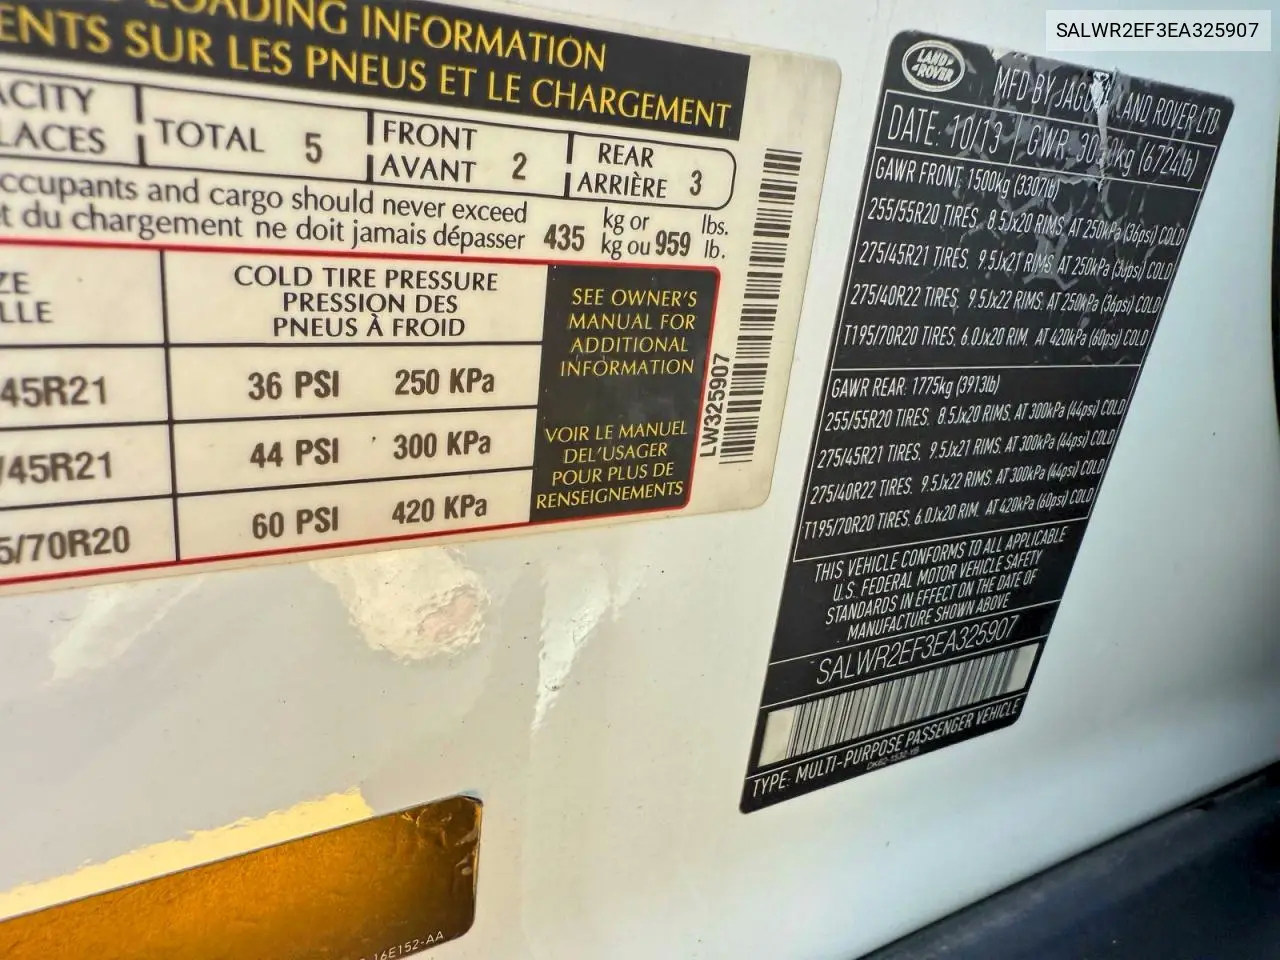 SALWR2EF3EA325907
LOADING INFORMATION
ENTS SUR LES PNEUS ET LE CHARGEMENT
ACITY
LACES
TOTAL 5
FRONT
AVANT 2
REAR
ARRIÈRE 3
ccupants and cargo should never exceed
t du chargement ne doit jamais dépasser
435 kg or
kg ou 959 lbs.
lb.
ZE
LLE
COLD TIRE PRESSURE
PRESSION DES
PNEUS À FROID
45R21 36 PSI 250 KPa
/45R21 44 PSI 300 KPa
5/70R20 60 PSI 420 KPa
SEE OWNER'S
MANUAL FOR
ADDITIONAL
INFORMATION
VOIR LE MANUEL
DEL'USAGER
POUR PLUS DE
RENSEIGNEMENTS
LW325907
LAND
ROVER
MFD BY LAND ROVER LTD
DATE. 10/13 GWR (6724lb)
GAWR FRONT 1500kg (3307lb)
255/55R20 TIRES. 8.5Jx20 RIMS. AT 250kPa (36psi) COLD
275/45R21 TIRES. 9.5Jx21 RIMS. AT 250kPa (36psi) COLD
275/40R22 TIRES. 9.5Jx22 RIMS. AT 250kPa (36psi) COLD
T195/70R20 TIRES. 6.0Jx20 RIM. AT 420kPa (60psi) COLD
GAWR REAR: 1775kg (3913lb)
255/55R20 TIRES. 8.5Jx20 RIMS. AT 300kPa (44psi) COLD
275/45R21 TIRES. 9.5Jx21 RIMS. AT 300kPa (44psi) COLD
275/40R22 TIRES. 9.5Jx22 RIMS. AT 300kPa (44psi) COLD
T195/70R20 TIRES. 6.0Jx20 RIM. AT 420kPa (60psi) COLD
THIS VEHICLE CONFORMS TO ALL APPLICABLE
U.S. FEDERAL MOTOR VEHICLE SAFETY
STANDARDS IN EFFECT ON THE DATE OF
MANUFACTURE SHOWN ABOVE
SALWR2EF3EA325907
TYPE: MULTI-PURPOSE PASSENGER VEHICLE
16E152-AA